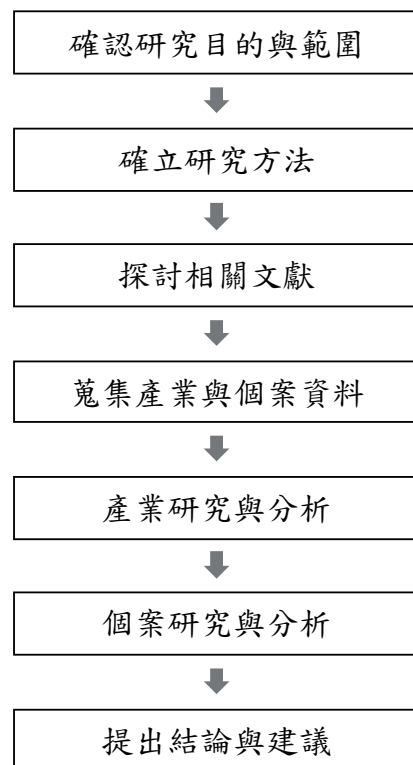 確認研究目的與範圍
確立研究方法
探討相關文獻
蒐集產業與個案資料
產業研究與分析
個案研究與分析
提出結論與建議